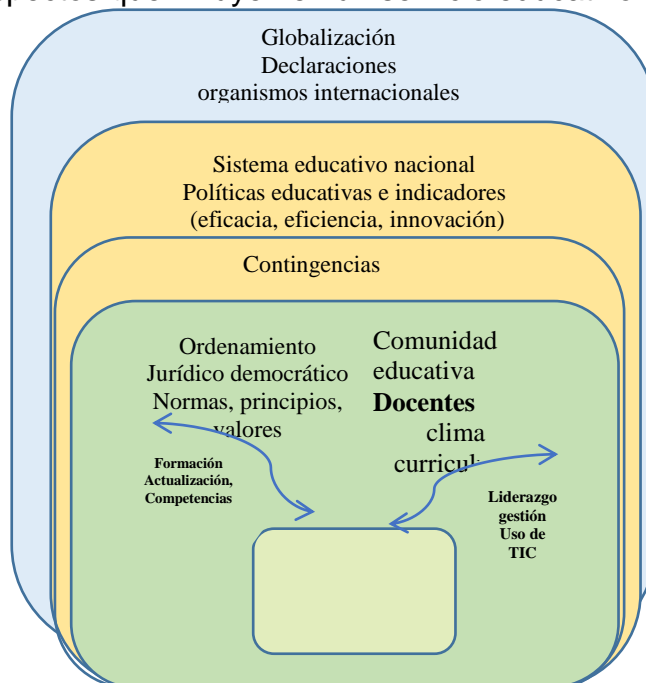 Globalización
Declaraciones
organismos internacionales
Sistema educativo nacional
Políticas educativas e indicadores
(eficacia, eficiencia, innovación)
Contingencias
Ordenamiento
Jurídico democrático
Normas, principios,
valores
Comunidad
educativa
Docentes
clima
Formación
Actualización,
Competencias
Liderazgo
gestión
Uso de
TIC